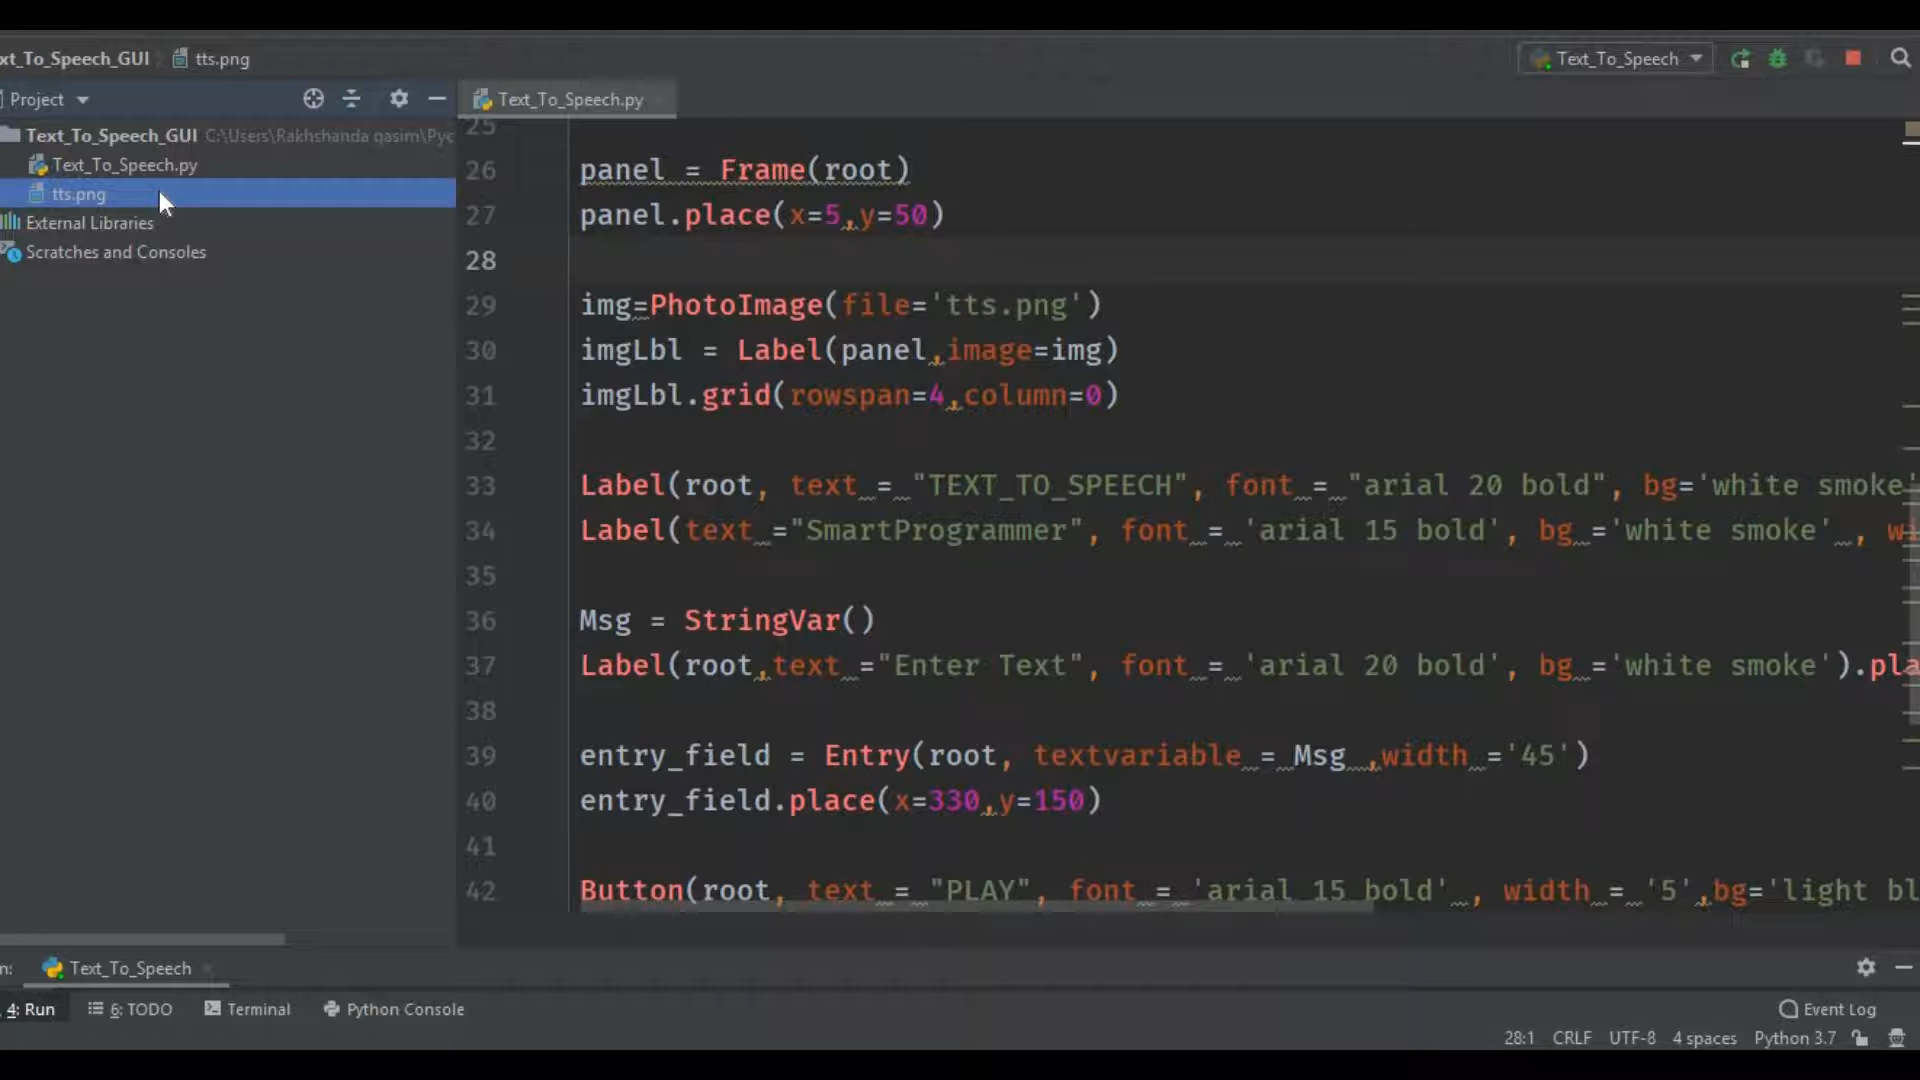 xt_To_Speech_GUI tts.png
Text_To_Speech
Project
Text_To_Speech.py
Text_To_Speech_GUI C:\Users\Rakhshanda qasim\Pyc
Text_To_Speech.py
tts.png
External Libraries
Scratches and Consoles
25
26 panel = Frame(root)
27 panel.place(x=5,y=50)
28
29 img=PhotoImage(file='tts.png')
30 imgLbl = Label(panel,image=img)
31 imgLbl.grid(rowspan=4,column=0)
32
33 Label(root, text = "TEXT_TO_SPEECH", font = "arial 20 bold", bg='white smoke'
34 Label(text ="SmartProgrammer", font = 'arial 15 bold', bg ='white smoke' , wi
35
36 Msg = StringVar()
37 Label(root,text ="Enter Text", font = 'arial 20 bold', bg ='white smoke').pla
38
39 entry_field = Entry(root, textvariable = Msg ,width ='45')
40 entry_field.place(x=330,y=150)
41
42 Button(root, text = "PLAY", font = 'arial 15 bold' , width = '5',bg='light bl
n: Text_To_Speech
4: Run 6: TODO Terminal Python Console Event Log
28:1 CRLF UTF-8 4 spaces Python 3.7